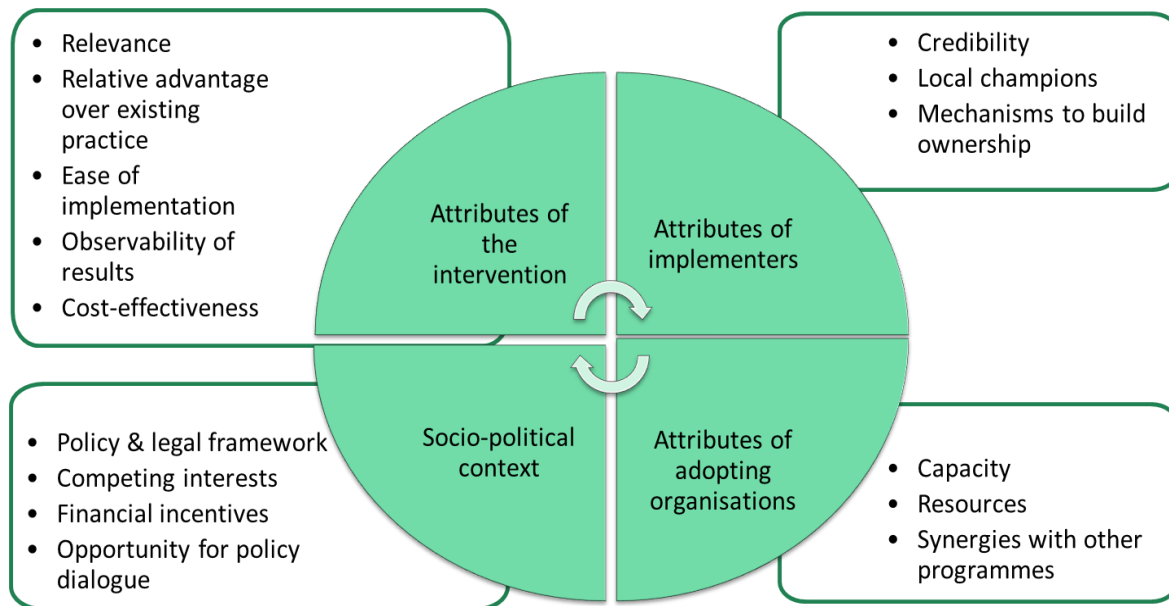 • Relevance
• Relative advantage
over existing
practice
• Ease of
implementation
• Observability of
results
• Cost-effectiveness
• Credibility
• Local champions
• Mechanisms to build
ownership
Attributes of
the
intervention
Attributes of
implementers
Socio-political
context
Attributes of
adopting
organisations
• Policy & legal framework
• Competing interests
• Financial incentives
• Opportunity for policy
dialogue
• Capacity
• Resources
• Synergies with other
programmes